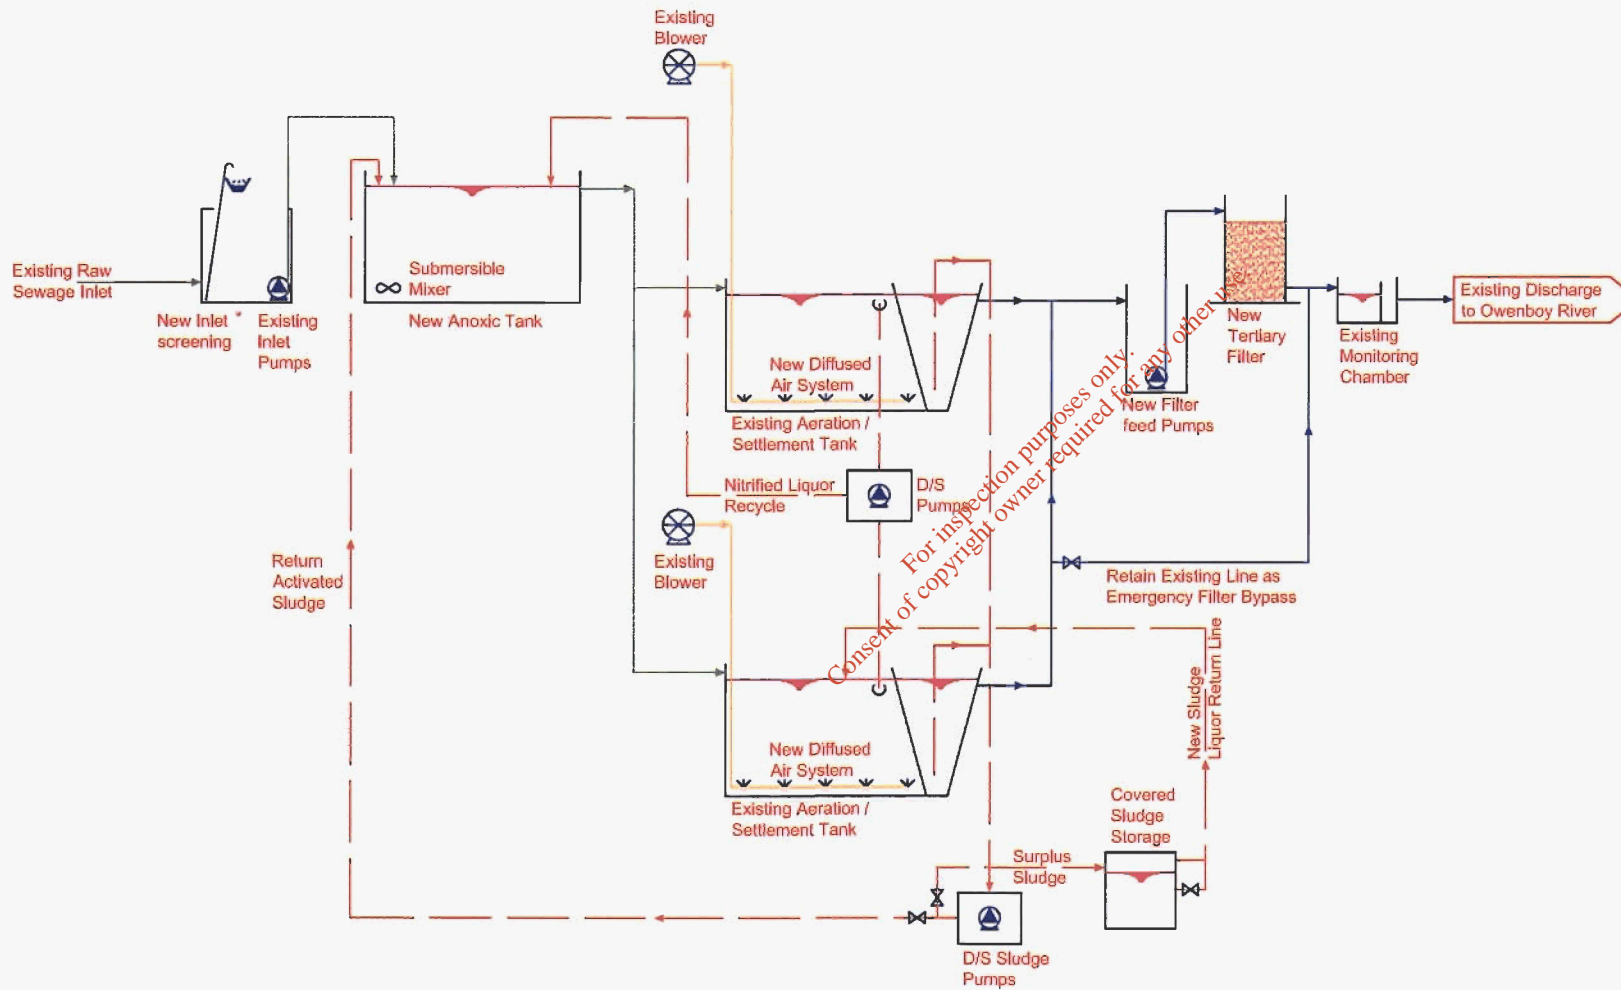 Existing
Blower
Existing Raw
Sewage Inlet
New Inlet *
screening
Existing
Inlet
Pumps
Submersible
Mixer
New Anoxic Tank
New Diffused
Air System
Existing Aeration /
Settlement Tank
New
Tertiary
Filter
Existing
Monitoring
Chamber
Existing Discharge
to Owenboy River
New Filter
feed Pumps
Nitrified Liquor
Recycle
D/S
Pumps
Existing
Blower
Return
Activated
Sludge
Retain Existing Line as
Emergency Filter Bypass
New Sludge
Liquor Return Line
New Diffused
Air System
Existing Aeration /
Settlement Tank
Covered
Sludge
Storage
Surplus
Sludge
D/S Sludge
Pumps
For inspection purposes only.
Consent of copyright owner required for any other use.